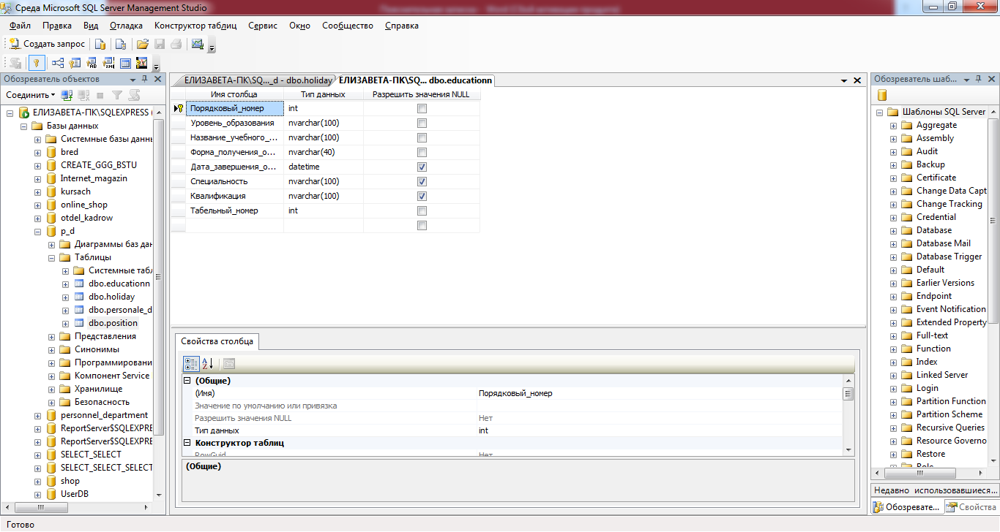 Среда Microsoft SQL Server Management Studio
Файл Правка Вид Отладка Конструктор таблиц Сервис Окно Сообщество Справка
Создать запрос
Обозреватель объектов
Соединить
ЕЛИЗАВЕТА-ПК\SQLEXPRESS (
Базы данных
Системные базы данн
bred
CREATE_GGG_BSTU
Internet_magazin
kursach
online_shop
otdel_kadrow
p_d
Диаграммы баз дан
Таблицы
Системные табл
dbo.educationn
dbo.holiday
dbo.personale_d
dbo.position
Представления
Синонимы
Программировани
Компонент Service
Хранилище
Безопасность
personnel_department
ReportServer$SQLEXPRE
ReportServer$SQLEXPRE
SELECT_SELECT
SELECT_SELECT_SELECT
shop
UserDB
ЕЛИЗАВЕТА-ПК\SQ..._d - dbo.holiday ЕЛИЗАВЕТА-ПК\SQ... dbo.educationn
Имя столбца Тип данных Разрешить значения NULL
Порядковый_номер int
Уровень_образования nvarchar(100)
Название_учебного_... nvarchar(100)
Форма_получения_о... nvarchar(40)
Дата_завершения_о... datetime
Специальность nvarchar(100)
Квалификация nvarchar(100)
Табельный_номер int
Свойства столбца
(Общие)
(Имя) Порядковый_номер
Значение по умолчанию или привязка
Разрешить значения NULL Нет
Тип данных int
Конструктор таблиц
RowGuid Нет
(Общие)
Обозреватель шаб...
Шаблоны SQL Server
Aggregate
Assembly
Audit
Backup
Certificate
Change Data Capt
Change Tracking
Credential
Database
Database Mail
Database Trigger
Default
Earlier Versions
Endpoint
Event Notification
Extended Property
Full-text
Function
Index
Linked Server
Login
Partition Function
Partition Scheme
Recursive Queries
Resource Governo
Restore
Role
Недавно использовавшиеся...
Обозревате... Свойства
Готово